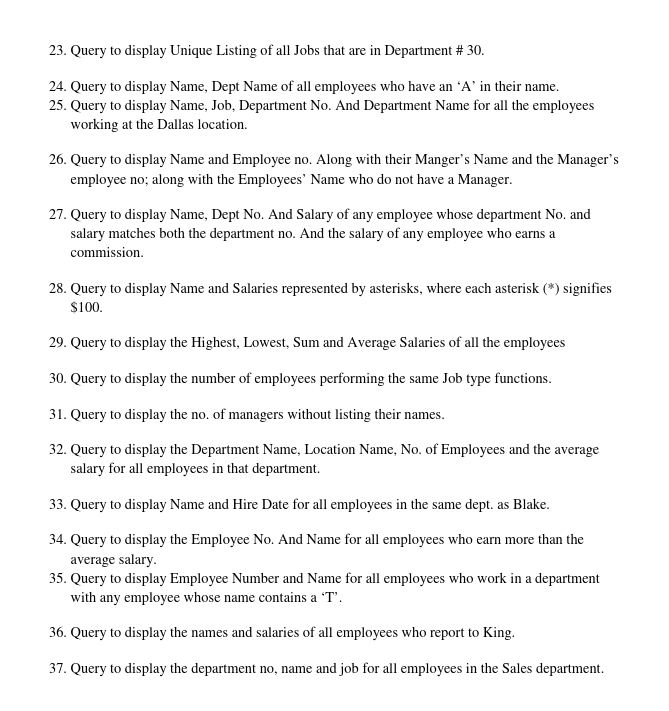 23. Query to display Unique Listing of all Jobs that are in Department # 30.
24. Query to display Name, Dept Name of all employees who have an ‘A’ in their name.
25. Query to display Name, Job, Department No. And Department Name for all the employees
working at the Dallas location.
26. Query to display Name and Employee no. Along with their Manger’s Name and the Manager’s
employee no; along with the Employees’ Name who do not have a Manager.
27. Query to display Name, Dept No. And Salary of any employee whose department No. and
salary matches both the department no. And the salary of any employee who earns a
commission.
28. Query to display Name and Salaries represented by asterisks, where each asterisk (*) signifies
$100.
29. Query to display the Highest, Lowest, Sum and Average Salaries of all the employees
30. Query to display the number of employees performing the same Job type functions.
31. Query to display the no. of managers without listing their names.
32. Query to display the Department Name, Location Name, No. of Employees and the average
salary for all employees in that department.
33. Query to display Name and Hire Date for all employees in the same dept. as Blake.
34. Query to display the Employee No. And Name for all employees who earn more than the
average salary.
35. Query to display Employee Number and Name for all employees who work in a department
with any employee whose name contains a ‘T’.
36. Query to display the names and salaries of all employees who report to King.
37. Query to display the department no, name and job for all employees in the Sales department.